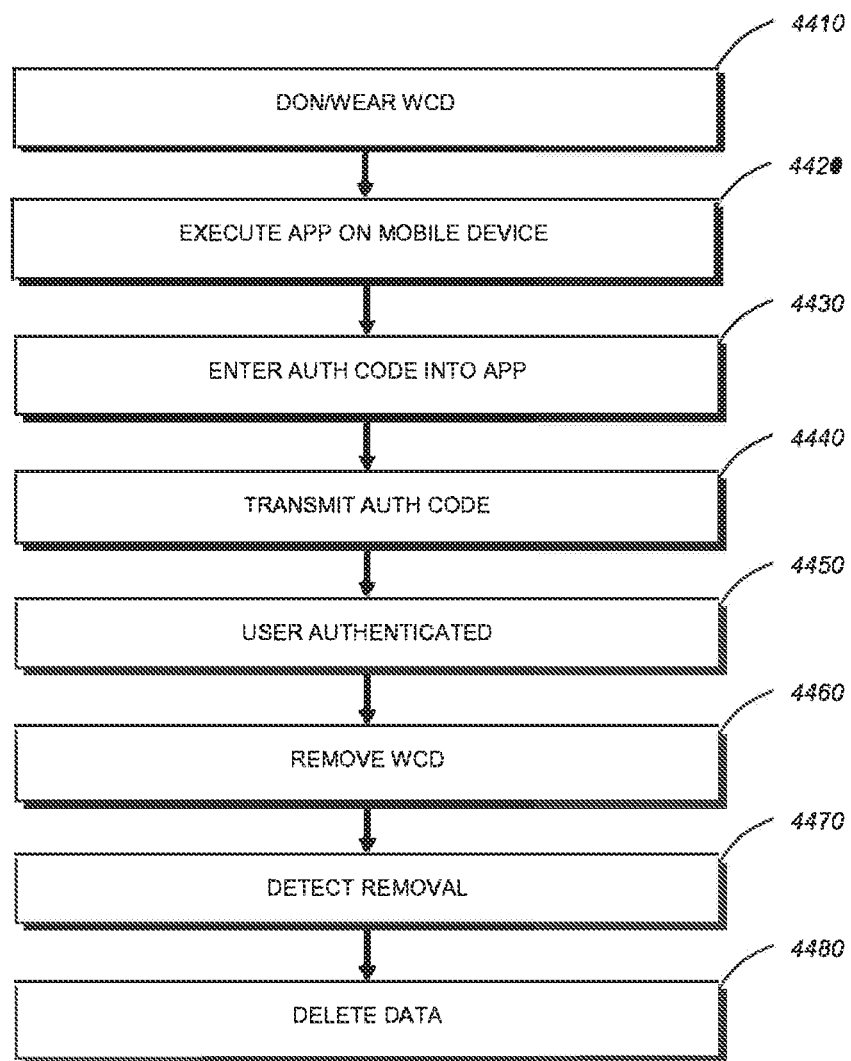 4410
DON/WEAR WCD
4420
EXECUTE APP ON MOBILE DEVICE
4430
ENTER AUTH CODE INTO APP
4440
TRANSMIT AUTH CODE
4450
USER AUTHENTICATED
4460
REMOVE WCD
4470
DETECT REMOVAL
4480
DELETE DATA